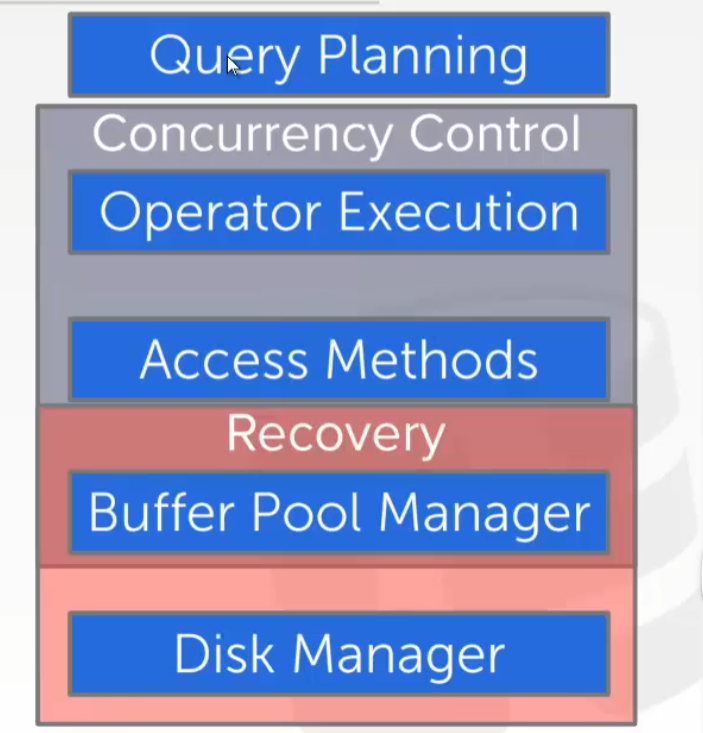 Query Planning
Concurrency Control
Operator Execution
Access Methods
Recovery
Buffer Pool Manager
Disk Manager